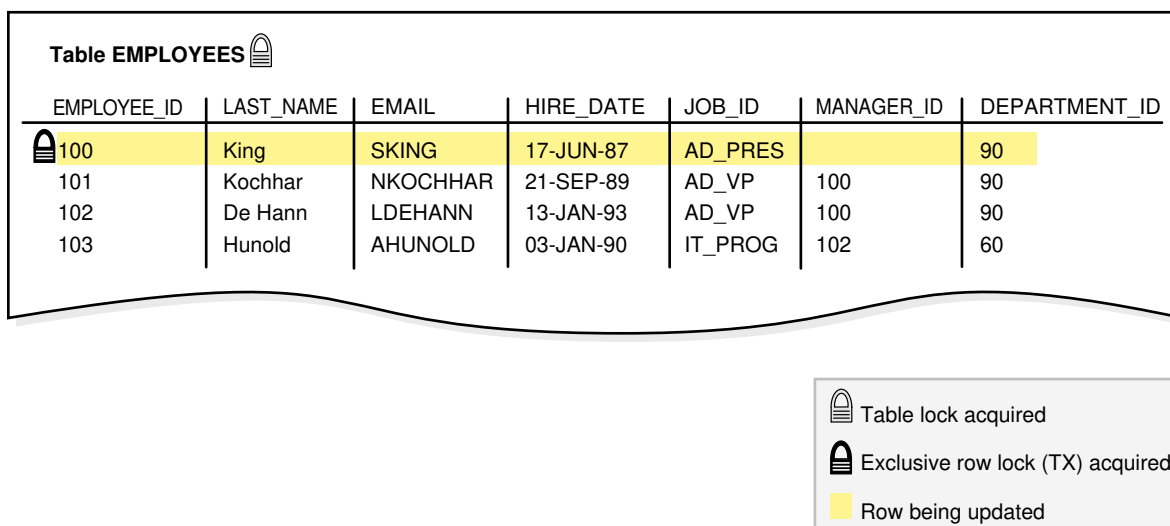 Table EMPLOYEES
EMPLOYEE_ID LAST_NAME EMAIL HIRE_DATE JOB_ID MANAGER_ID DEPARTMENT_ID
100 King SKING 17-JUN-87 AD_PRES 90
101 Kochhar NKOCHHAR 21-SEP-89 AD_VP 100 90
102 De Hann LDEHANN 13-JAN-93 AD_VP 100 90
103 Hunold AHUNOLD 03-JAN-90 IT_PROG 102 60
Table lock acquired
Exclusive row lock (TX) acquired
Row being updated